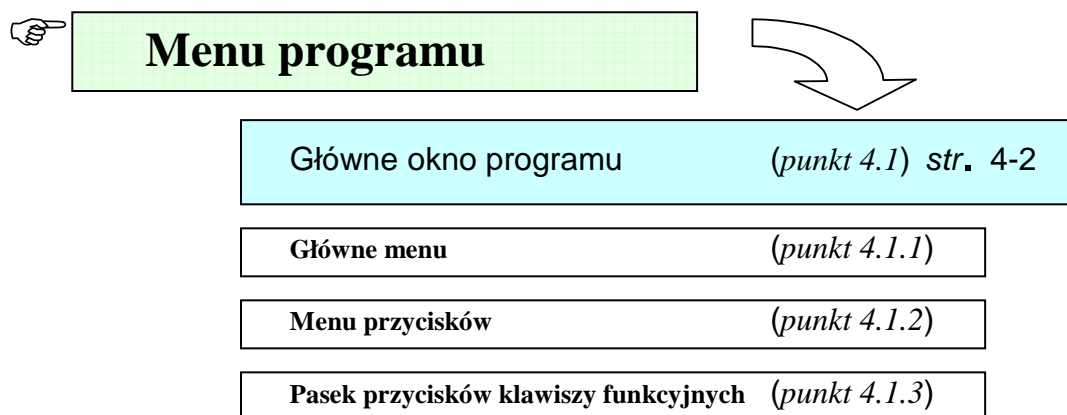 Menu programu
Główne okno programu (punkt 4.1) str. 4-2
Główne menu (punkt 4.1.1)
Menu przycisków (punkt 4.1.2)
Pasek przycisków klawiszy funkcyjnych (punkt 4.1.3)